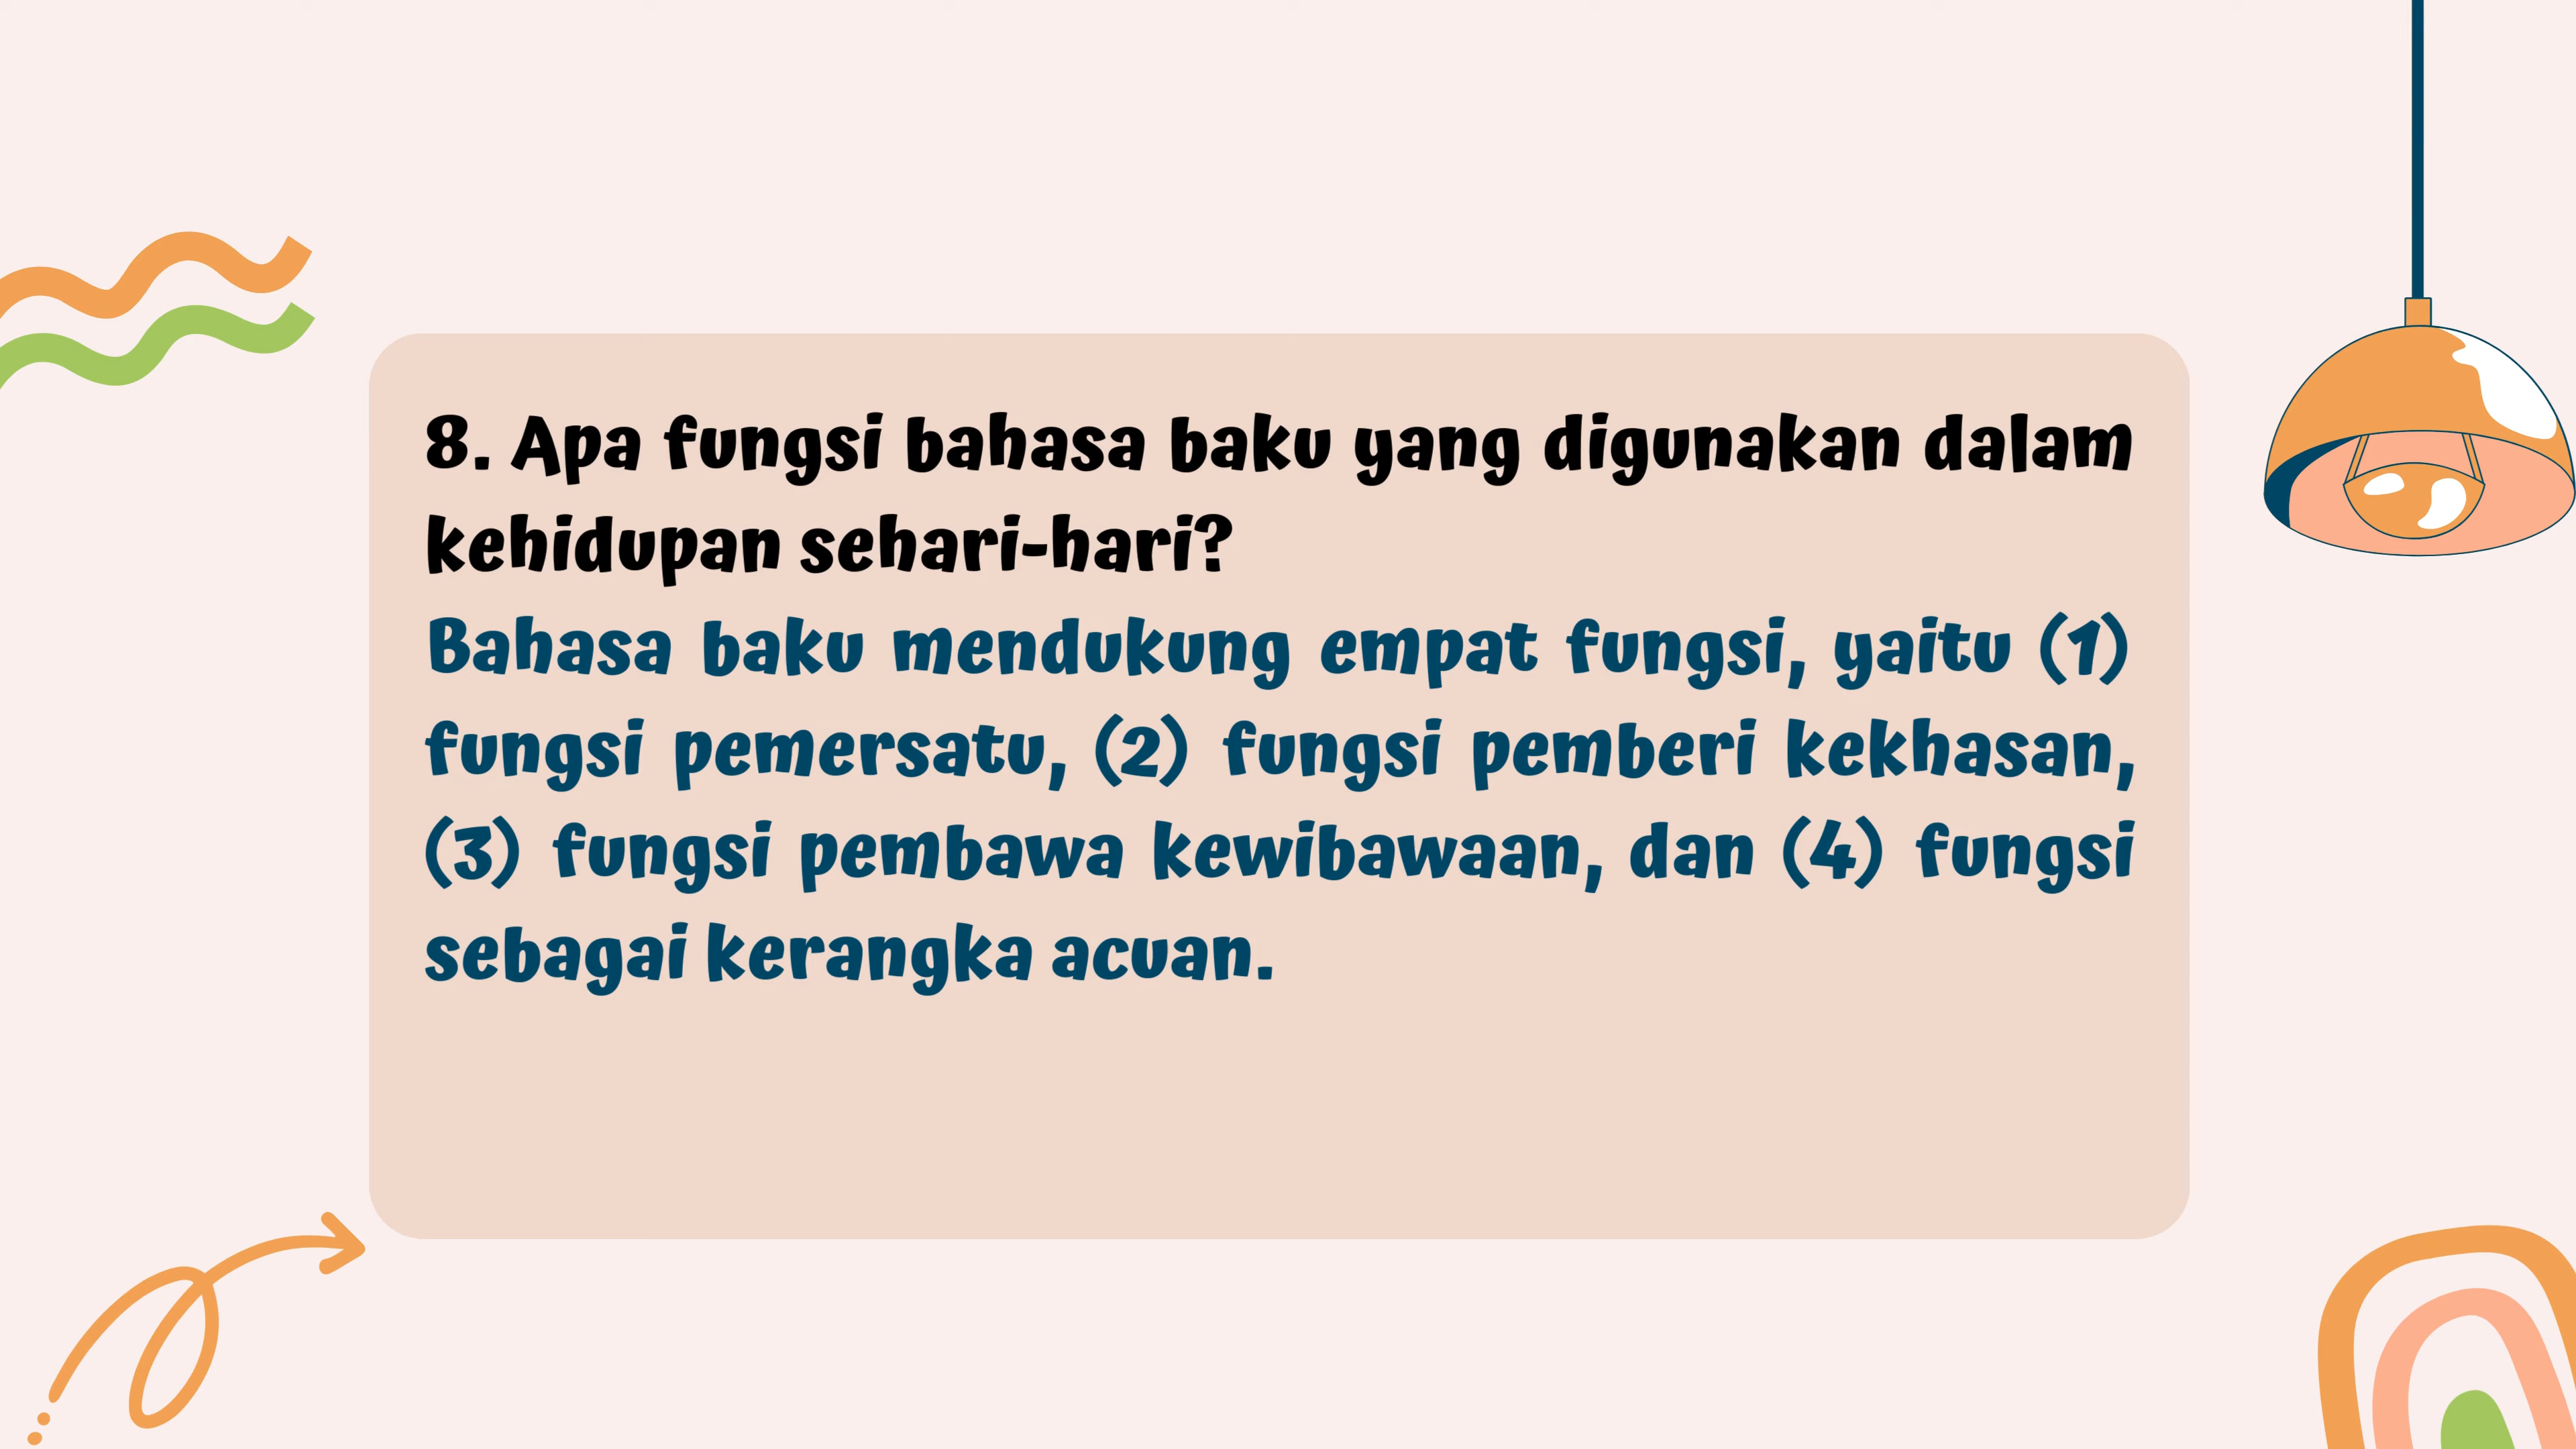 8. Apa fungsi bahasa baku yang digunakan dalam
kehidupan sehari-hari?
Bahasa baku mendukung empat fungsi, yaitu (1)
fungsi pemersatu, (2) fungsi pemberi kekhasan,
(3) fungsi pembawa kewibawaan, dan (4) fungsi
sebagai kerangka acuan.